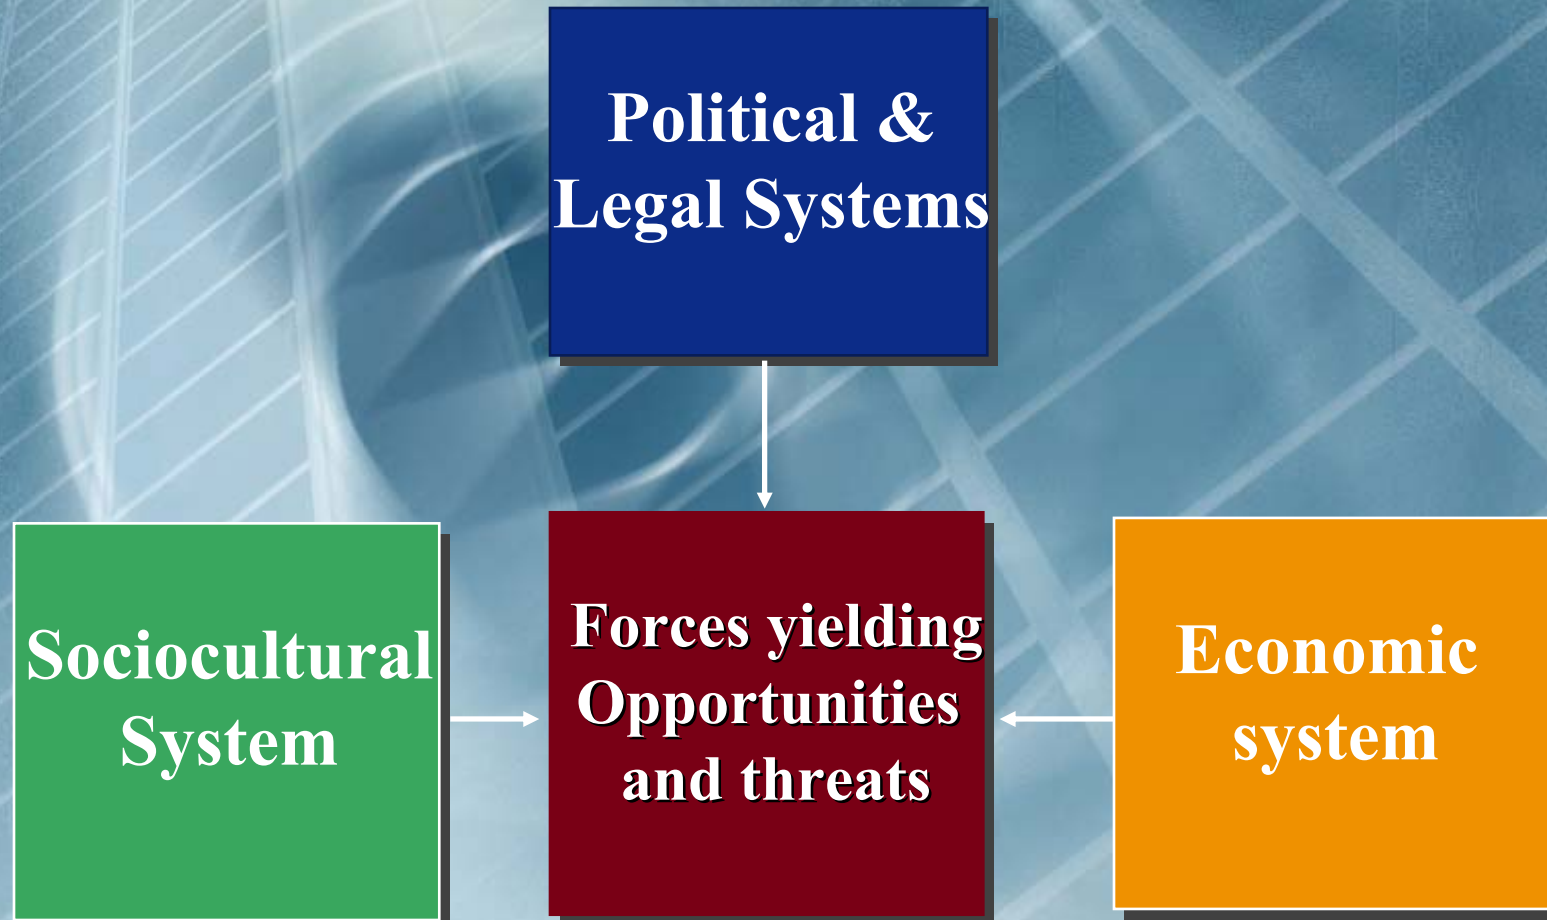 Political &
Legal Systems
Sociocultural
System
Forces yielding
Opportunities
and threats
Economic
system